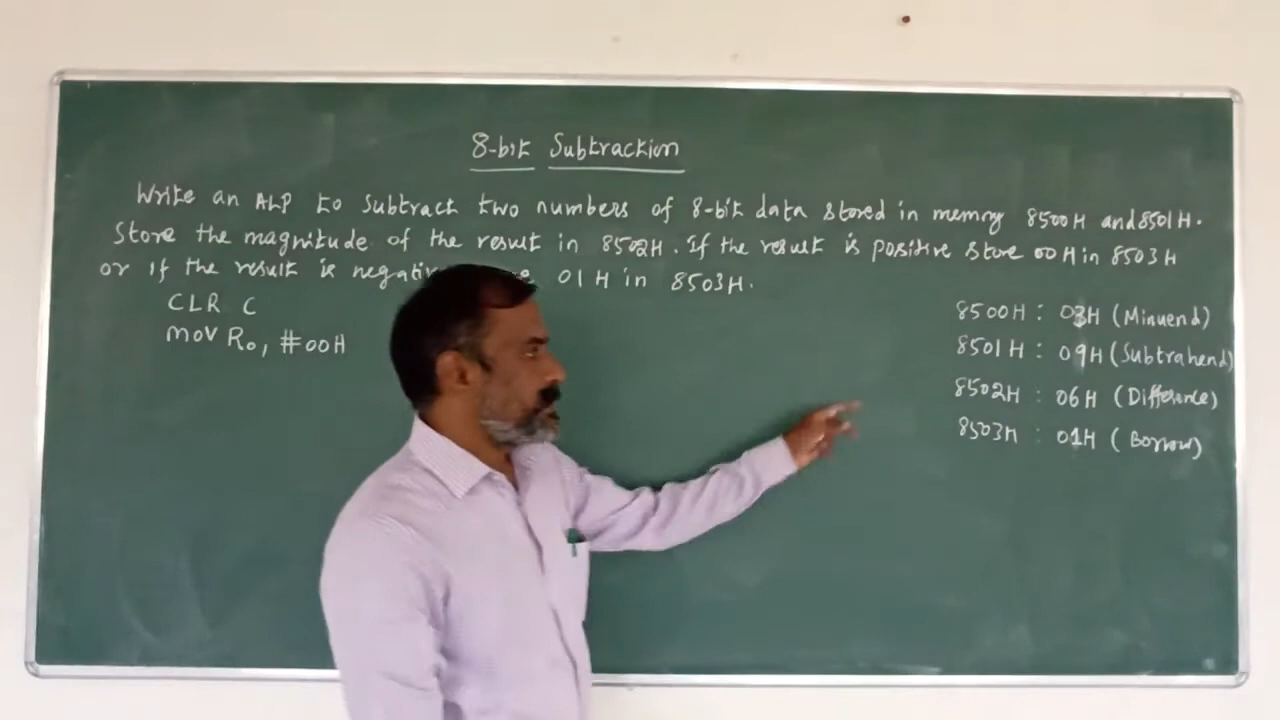 8-bit Subtraction
Write an ALP to Subtract two numbers of 8-bit data stored in memory 8500H and 8501H.
Store the magnitude of the result in 8502H. If the result is positive store 00H in 8503H
or if the result is 01H in 8503H.
CLR C
MOV R0, #00H
8500H : 03H (Minuend)
8501H : 09H (Subtrahend)
8502H : 06H (Difference)
8503H : 01H (Borrow)